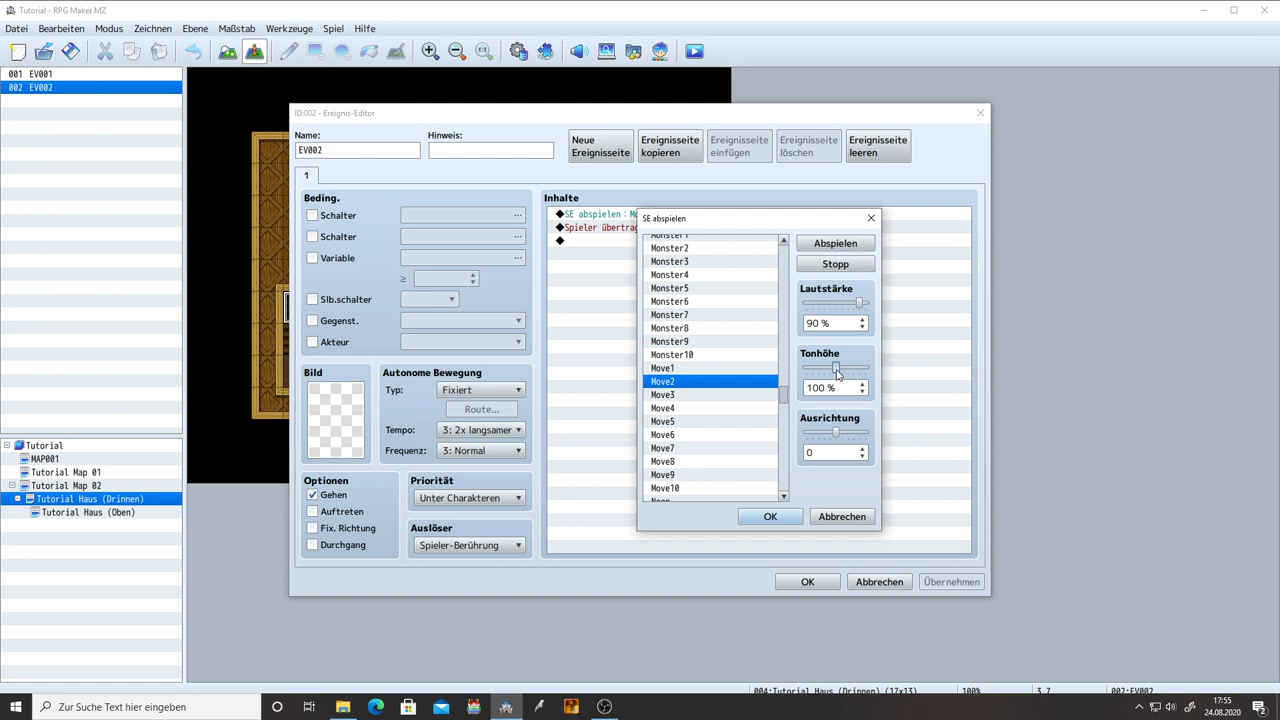 Tutorial - RPG Maker MZ
Datei Bearbeiten Modus Zeichnen Ebene Maßstab Werkzeuge Spiel Hilfe
001 EV001
002 EV002
ID:002 - Ereignis-Editor
Name:
EV002
Hinweis:
Neue Ereignisseite
Ereignisseite kopieren
Ereignisseite einfügen
Ereignisseite löschen
Ereignisseite leeren
1
Beding.
Schalter
Schalter
Variable
≥
Slb.schalter
Gegenst.
Akteur
Bild
Autonome Bewegung
Typ: Fixiert
Route...
Tempo: 3: 2x langsamer
Frequenz: 3: Normal
Optionen
Gehen
Auftreten
Fix. Richtung
Durchgang
Priorität
Unter Charakteren
Auslöser
Spieler-Berührung
Inhalte
◆SE abspielen：Mo
◆Spieler übertrag
◆
SE abspielen
Monster1
Monster2
Monster3
Monster4
Monster5
Monster6
Monster7
Monster8
Monster9
Monster10
Move1
Move2
Move3
Move4
Move5
Move6
Move7
Move8
Move9
Move10
Abspielen
Stopp
Lautstärke
90 %
Tonhöhe
100 %
Ausrichtung
0
OK Abbrechen
OK Abbrechen Übernehmen
Tutorial
MAP001
Tutorial Map 01
Tutorial Map 02
Tutorial Haus (Drinnen)
Tutorial Haus (Oben)
004:Tutorial Haus (Drinnen) (17x13) 100% 3,7 002:EV002
Zur Suche Text hier eingeben
17:55
24.08.2020
2